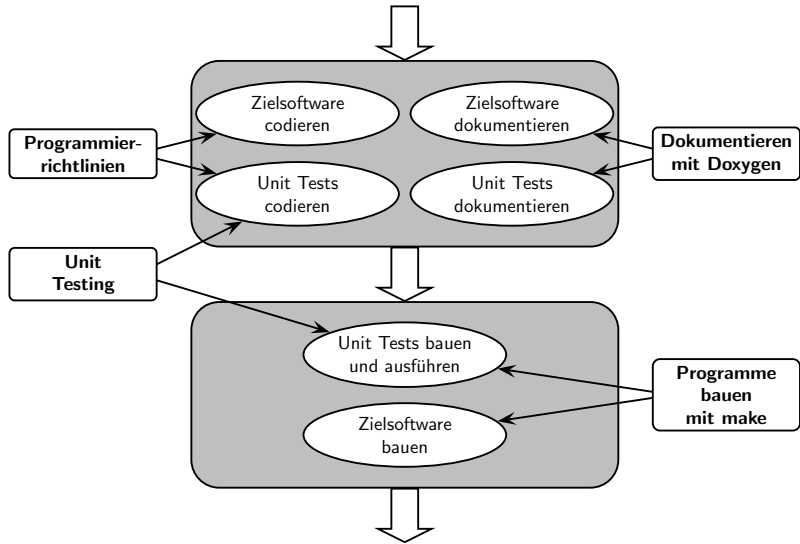 Zielsoftware
codieren
Zielsoftware
dokumentieren
Programmier-
richtlinien
Dokumentieren
mit Doxygen
Unit Tests
codieren
Unit Tests
dokumentieren
Unit
Testing
Unit Tests bauen
und ausführen
Programme
bauen
mit make
Zielsoftware
bauen